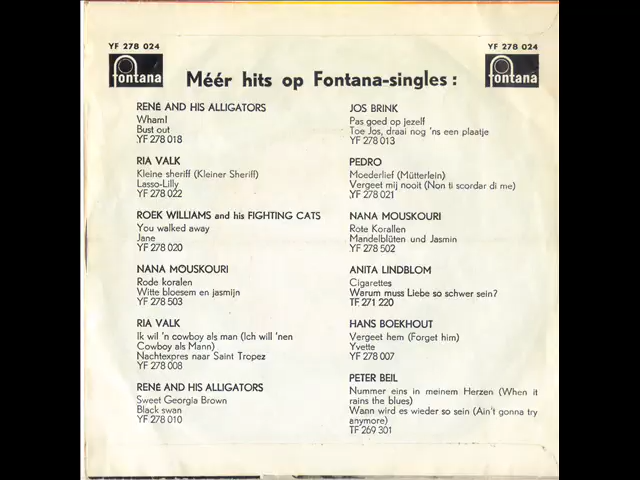 YF 278 024
YF 278 024
fontana
fontana
Méér hits op Fontana-singles:
RENÉ AND HIS ALLIGATORS
Wham!
Bust out
YF 278 018
RIA VALK
Kleine sheriff (Kleiner Sheriff)
Lasso-Lilly
YF 278 022
ROEK WILLIAMS and his FIGHTING CATS
You walked away
Jane
YF 278 020
NANA MOUSKOURI
Rode koralen
Witte bloesem en jasmijn
YF 278 503
RIA VALK
Ik wil 'n cowboy als man (Ich will 'nen
Cowboy als Mann)
Nachtexpres naar Saint Tropez
YF 278 008
RENÉ AND HIS ALLIGATORS
Sweet Georgia Brown
Black swan
YF 278 010
JOS BRINK
Pas goed op jezelf
Toe Jos, draai nog 'ns een plaatje
YF 278 013
PEDRO
Moederlief (Mütterlein)
Vergeet mij nooit (Non ti scordar di me)
YF 278 021
NANA MOUSKOURI
Rote Korallen
Mandelblüten und Jasmin
YF 278 502
ANITA LINDBLOM
Cigarettes
Warum muss Liebe so schwer sein?
TF 271 220
HANS BOEKHOUT
Vergeet hem (Forget him)
Yvette
YF 278 007
PETER BEIL
Nummer eins in meinem Herzen (When it
rains the blues)
Wann wird es wieder so sein (Ain't gonna try
anymore)
TF 269 301